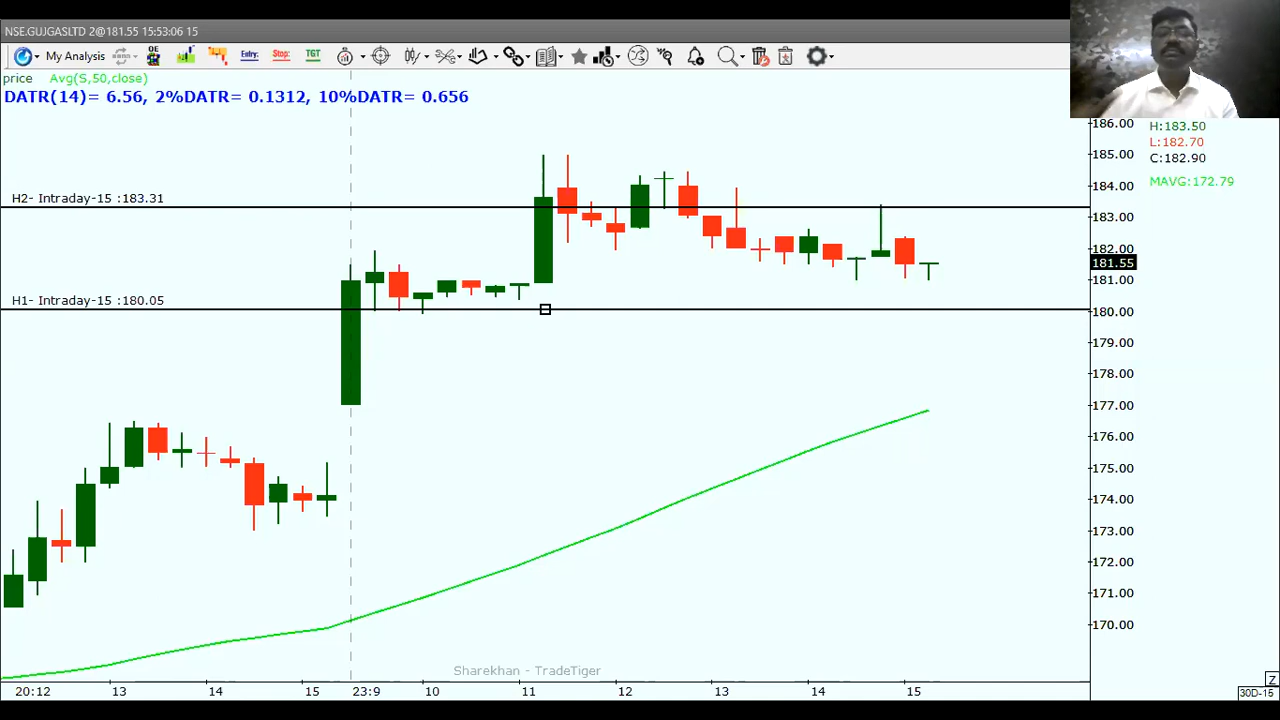 NSE.GUJGASLTD 2@181.55 15:53:06 15
My Analysis OE Entry: Stop: TGT
price Avg(S,50,close)
DATR(14)= 6.56, 2%DATR= 0.1312, 10%DATR= 0.656
H:183.50
L:182.70
C:182.90
MAVG:172.79
186.00
185.00
184.00
183.00
182.00
181.55
181.00
180.00
179.00
178.00
177.00
176.00
175.00
174.00
173.00
172.00
171.00
170.00
H2- Intraday-15 :183.31
H1- Intraday-15 :180.05
Sharekhan - TradeTiger
20:12 13 14 15 23:9 10 11 12 13 14 15
Z
30D-15